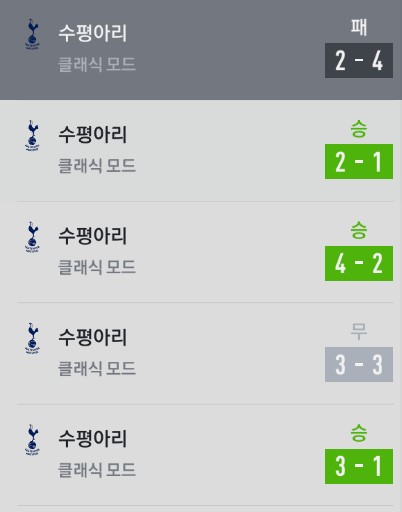 수평아리
패
클래식 모드
2 - 4
수평아리
승
클래식 모드
2 - 1
수평아리
승
클래식 모드
4 - 2
수평아리
무
클래식 모드
3 - 3
수평아리
승
클래식 모드
3 - 1